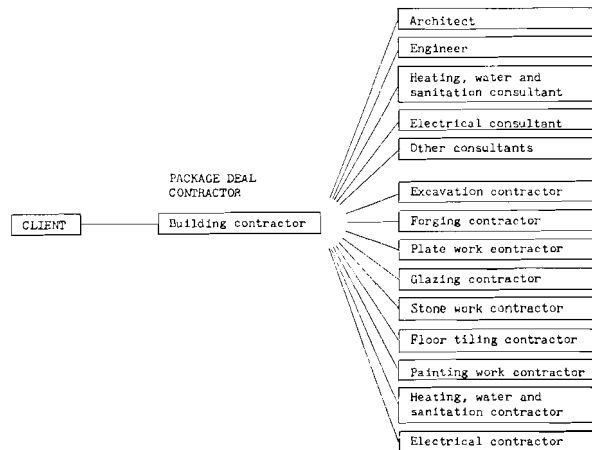 Architect
Engineer
Heating, water and
sanitation consultant
Electrical consultant
Other consultants
PACKAGE DEAL
CONTRACTOR
CLIENT
Building contractor
Excavation contractor
Forging contractor
Plate work contractor
Glazing contractor
Stone work contractor
Floor tiling contractor
Painting work contractor
Heating, water and
sanitation contractor
Electrical contractor